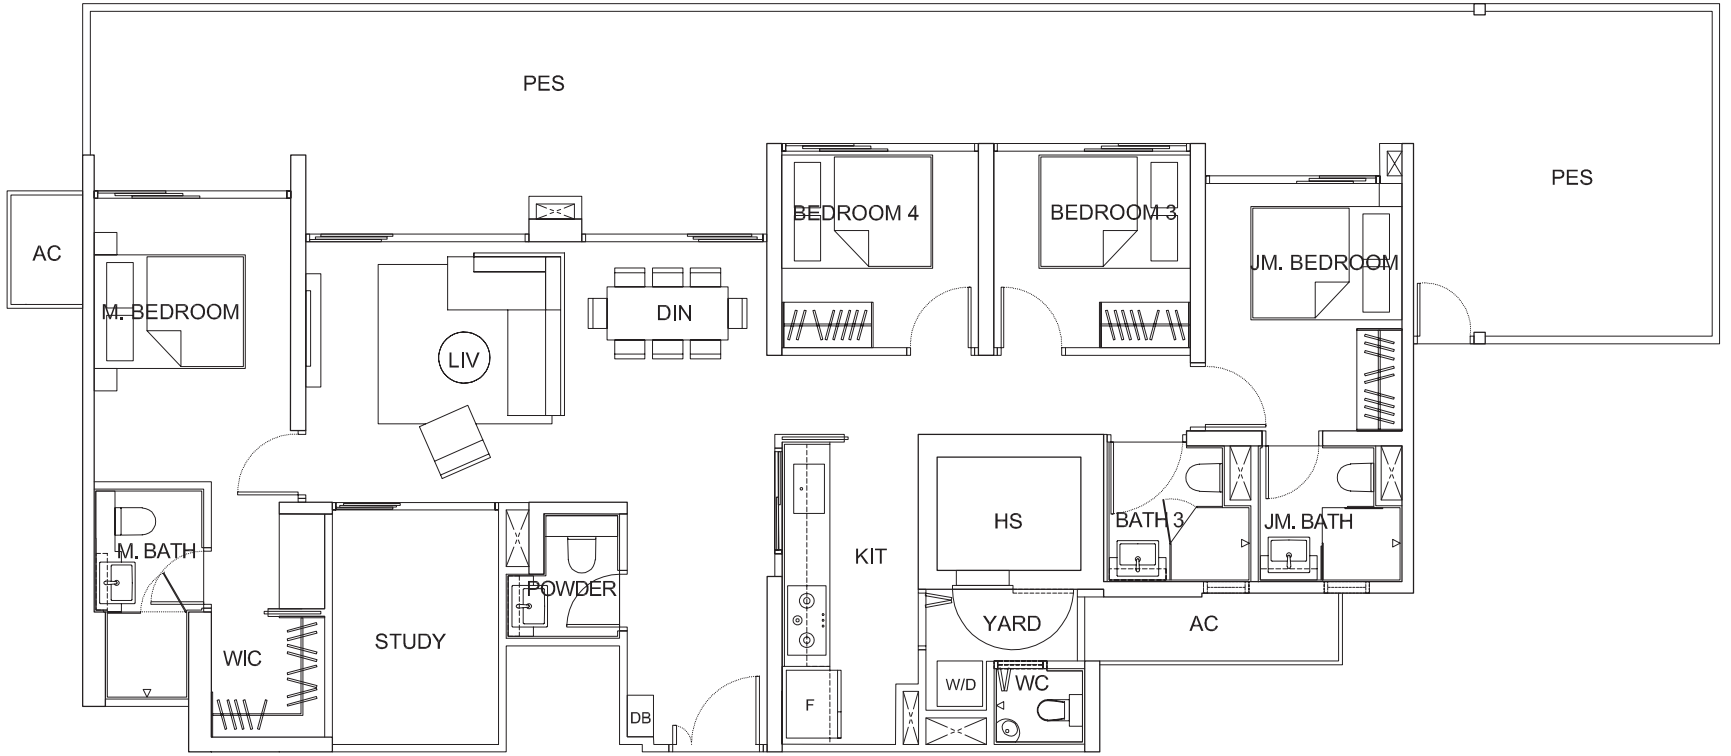 PES
PES
BEDROOM 4
BEDROOM 3
AC
JM. BEDROOM
M. BEDROOM
DIN
LIV
HS
BATH 3
JM. BATH
M. BATH
KIT
POWDER
YARD
AC
STUDY
WIC
W/D
WC
F
DB